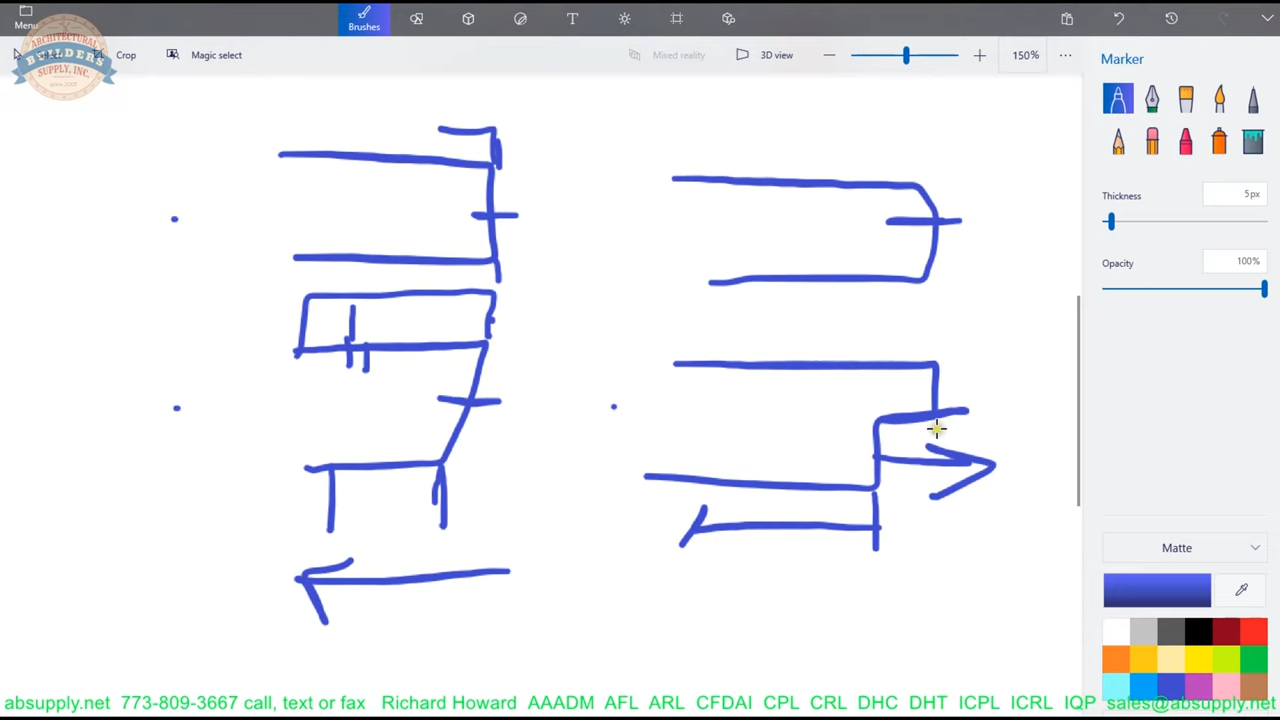 Menu
Brushes
ARCHITECTURAL
BUILDERS
SUPPLY, INC.
Crop
Magic select
Mixed reality
3D view
150%
Marker
Thickness
5px
Opacity
100%
Matte
absupply.net 773-809-3667 call, text or fax Richard Howard AAADM AFL ARL CFDAI CPL CRL DHC DHT ICPL ICRL IQP sales@absupply.net